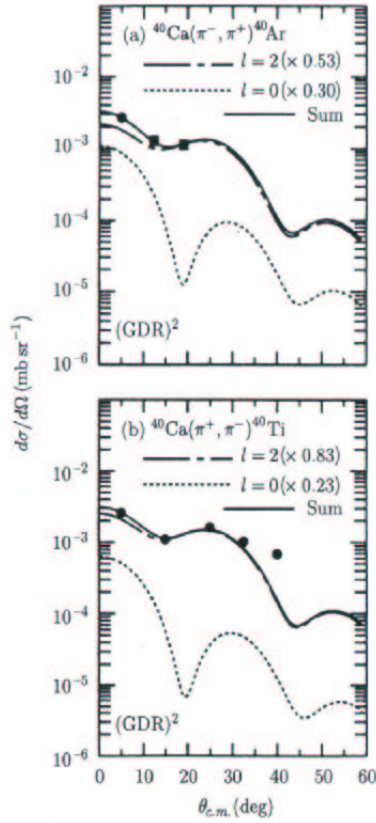 (a) ⁴⁰Ca(π⁻, π⁺)⁴⁰Ar
l = 2 (× 0.53)
l = 0 (× 0.30)
Sum
10⁻²
10⁻³
10⁻⁴
10⁻⁵
10⁻⁶
(GDR)²
dσ/dΩ (mb sr⁻¹)
(b) ⁴⁰Ca(π⁺, π⁻)⁴⁰Ti
l = 2 (× 0.83)
l = 0 (× 0.23)
Sum
10⁻²
10⁻³
10⁻⁴
10⁻⁵
10⁻⁶
(GDR)²
0 10 20 30 40 50 60
θc.m. (deg)